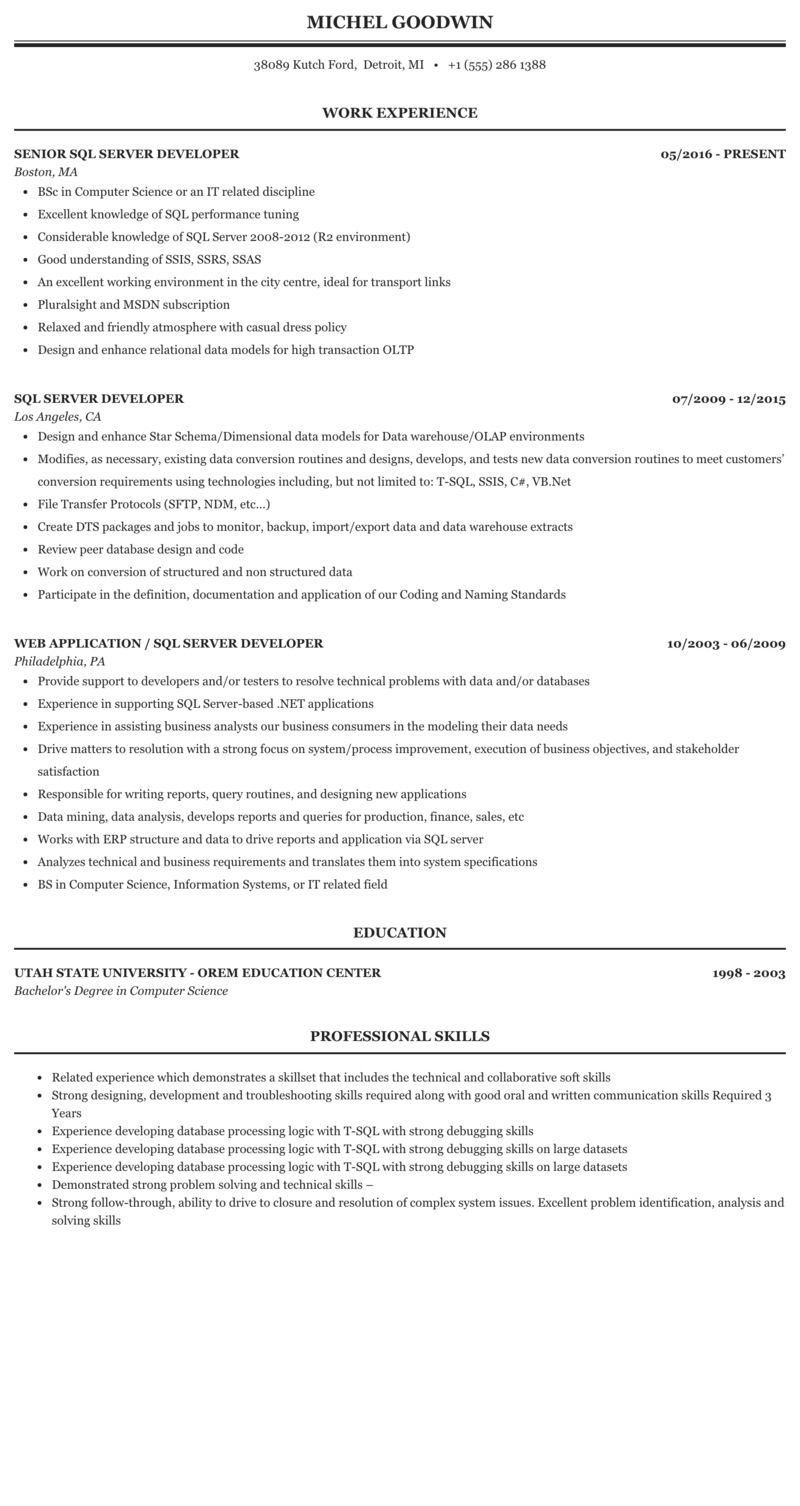 MICHEL GOODWIN
38089 Kutch Ford, Detroit, MI • +1 (555) 286 1388
WORK EXPERIENCE
SENIOR SQL SERVER DEVELOPER 05/2016 - PRESENT
Boston, MA
• BSc in Computer Science or an IT related discipline
• Excellent knowledge of SQL performance tuning
• Considerable knowledge of SQL Server 2008-2012 (R2 environment)
• Good understanding of SSIS, SSRS, SSAS
• An excellent working environment in the city centre, ideal for transport links
• Pluralsight and MSDN subscription
• Relaxed and friendly atmosphere with casual dress policy
• Design and enhance relational data models for high transaction OLTP
SQL SERVER DEVELOPER 07/2009 - 12/2015
Los Angeles, CA
• Design and enhance Star Schema/Dimensional data models for Data warehouse/OLAP environments
• Modifies, as necessary, existing data conversion routines and designs, develops, and tests new data conversion routines to meet customers'
conversion requirements using technologies including, but not limited to: T-SQL, SSIS, C#, VB.Net
• File Transfer Protocols (SFTP, NDM, etc...)
• Create DTS packages and jobs to monitor, backup, import/export data and data warehouse extracts
• Review peer database design and code
• Work on conversion of structured and non structured data
• Participate in the definition, documentation and application of our Coding and Naming Standards
WEB APPLICATION / SQL SERVER DEVELOPER 10/2003 - 06/2009
Philadelphia, PA
• Provide support to developers and/or testers to resolve technical problems with data and/or databases
• Experience in supporting SQL Server-based .NET applications
• Experience in assisting business analysts our business consumers in the modeling their data needs
• Drive matters to resolution with a strong focus on system/process improvement, execution of business objectives, and stakeholder
satisfaction
• Responsible for writing reports, query routines, and designing new applications
• Data mining, data analysis, develops reports and queries for production, finance, sales, etc
• Works with ERP structure and data to drive reports and application via SQL server
• Analyzes technical and business requirements and translates them into system specifications
• BS in Computer Science, Information Systems, or IT related field
EDUCATION
UTAH STATE UNIVERSITY - OREM EDUCATION CENTER 1998 - 2003
Bachelor's Degree in Computer Science
PROFESSIONAL SKILLS
• Related experience which demonstrates a skillset that includes the technical and collaborative soft skills
• Strong designing, development and troubleshooting skills required along with good oral and written communication skills Required 3
Years
• Experience developing database processing logic with T-SQL with strong debugging skills
• Experience developing database processing logic with T-SQL with strong debugging skills on large datasets
• Experience developing database processing logic with T-SQL with strong debugging skills on large datasets
• Demonstrated strong problem solving and technical skills –
• Strong follow-through, ability to drive to closure and resolution of complex system issues. Excellent problem identification, analysis and
solving skills